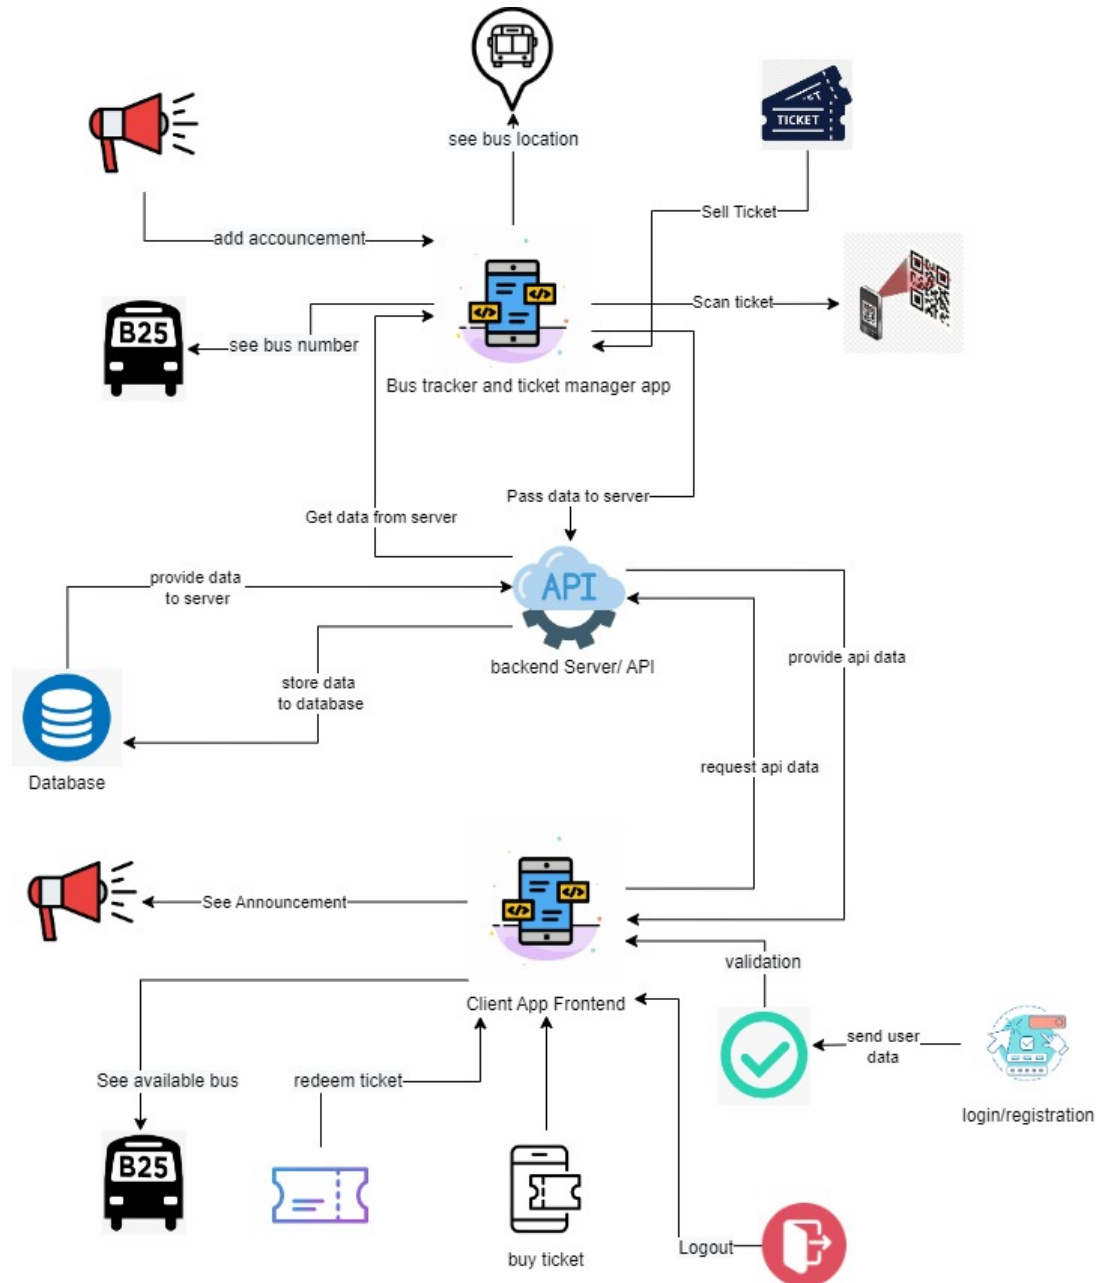 see bus location
TICKET
ET
Sell Ticket
add accouncement
Scan ticket
B25
see bus number
</>
</>
Bus tracker and ticket manager app
Pass data to server
Get data from server
provide data
to server
API
backend Server/ API
provide api data
store data
to database
Database
request api data
See Announcement
</>
</>
validation
Client App Frontend
send user
data
See available bus
redeem ticket
login/registration
B25
Logout
buy ticket